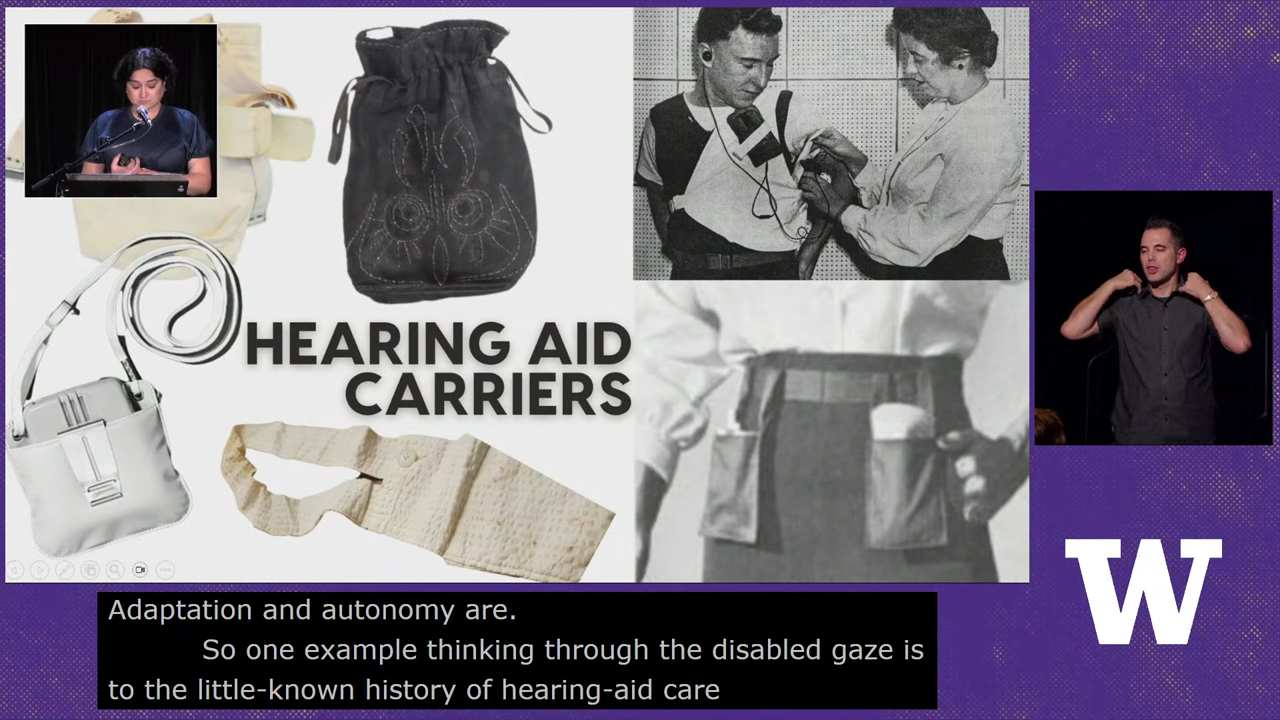 HEARING AID
CARRIERS
W
Adaptation and autonomy are.
So one example thinking through the disabled gaze is
to the little-known history of hearing-aid care